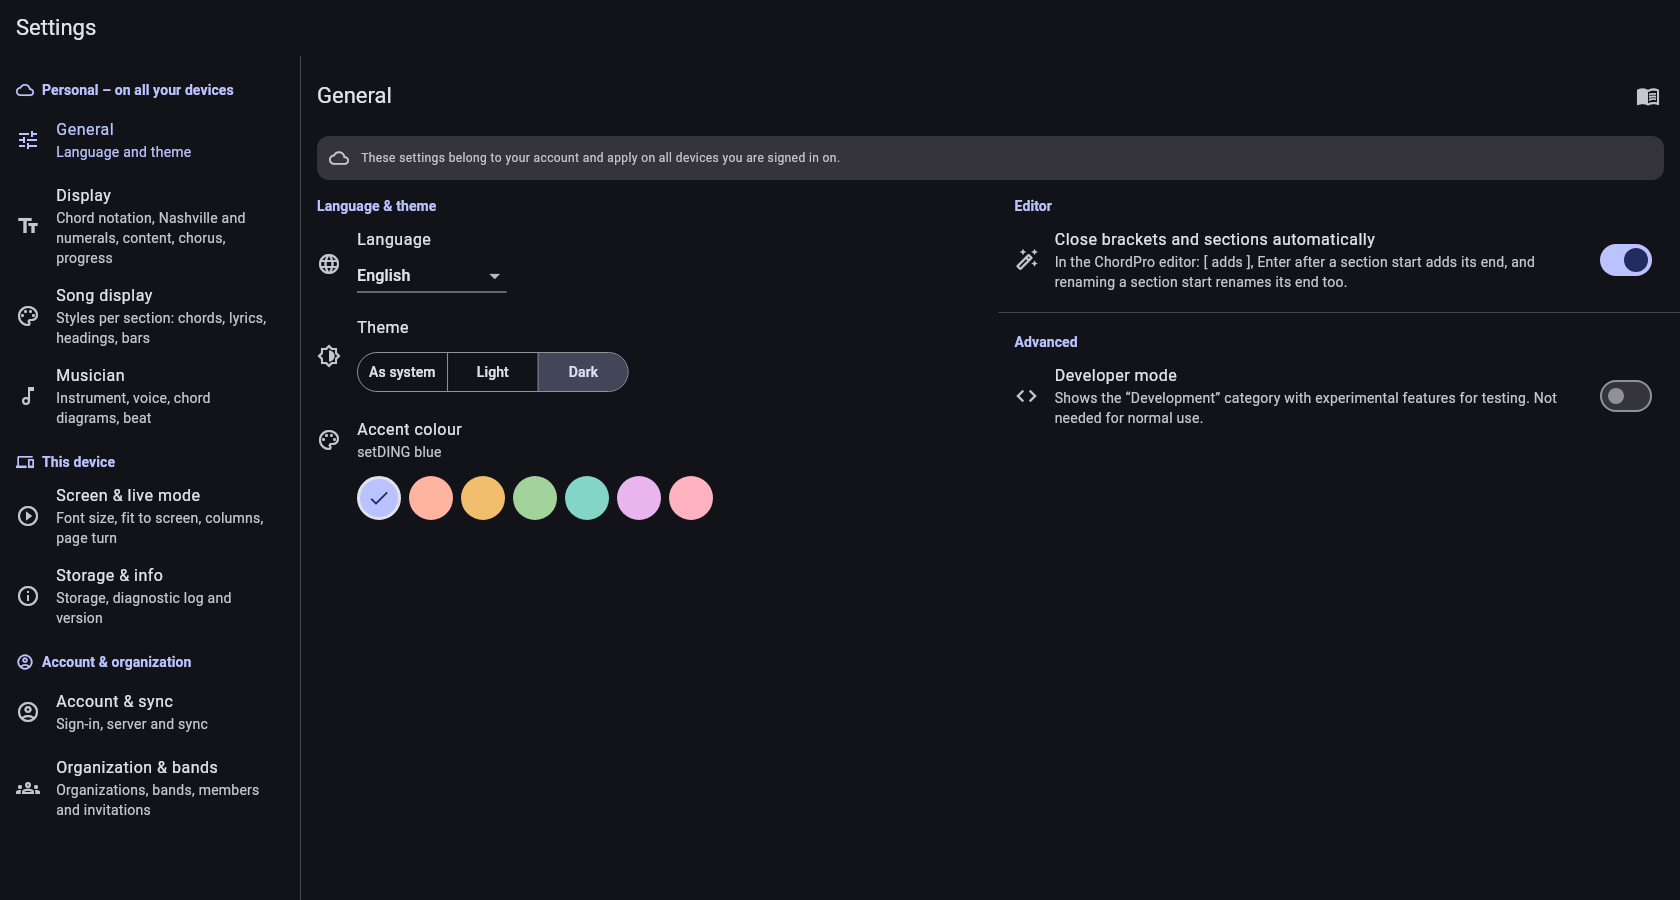 Settings
Personal – on all your devices
General
Language and theme
Display
Chord notation, Nashville and
numerals, content, chorus,
progress
Song display
Styles per section: chords, lyrics,
headings, bars
Musician
Instrument, voice, chord
diagrams, beat
This device
Screen & live mode
Font size, fit to screen, columns,
page turn
Storage & info
Storage, diagnostic log and
version
Account & organization
Account & sync
Sign-in, server and sync
Organization & bands
Organizations, bands, members
and invitations
General
These settings belong to your account and apply on all devices you are signed in on.
Language & theme
Language
English
Theme
As system
Light
Dark
Accent colour
setDING blue
Editor
Close brackets and sections automatically
In the ChordPro editor: [ adds ], Enter after a section start adds its end, and
renaming a section start renames its end too.
Advanced
Developer mode
Shows the “Development” category with experimental features for testing. Not
needed for normal use.